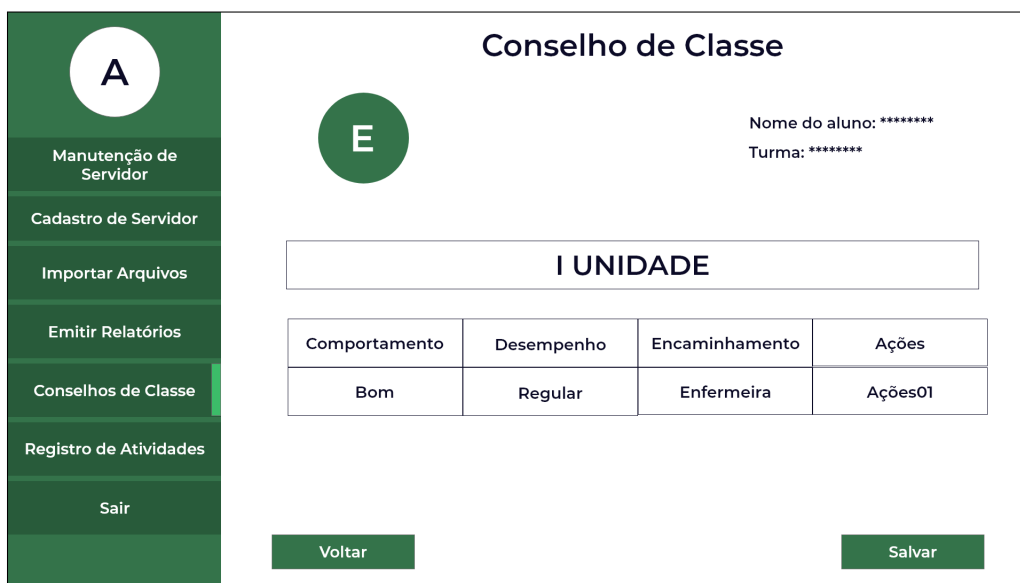 A
Manutenção de
Servidor
Cadastro de Servidor
Importar Arquivos
Emitir Relatórios
Conselhos de Classe
Registro de Atividades
Sair
Conselho de Classe
E
Nome do aluno: ********
Turma: ********
I UNIDADE
Comportamento Desempenho Encaminhamento Ações
Bom Regular Enfermeira Ações01
Voltar Salvar